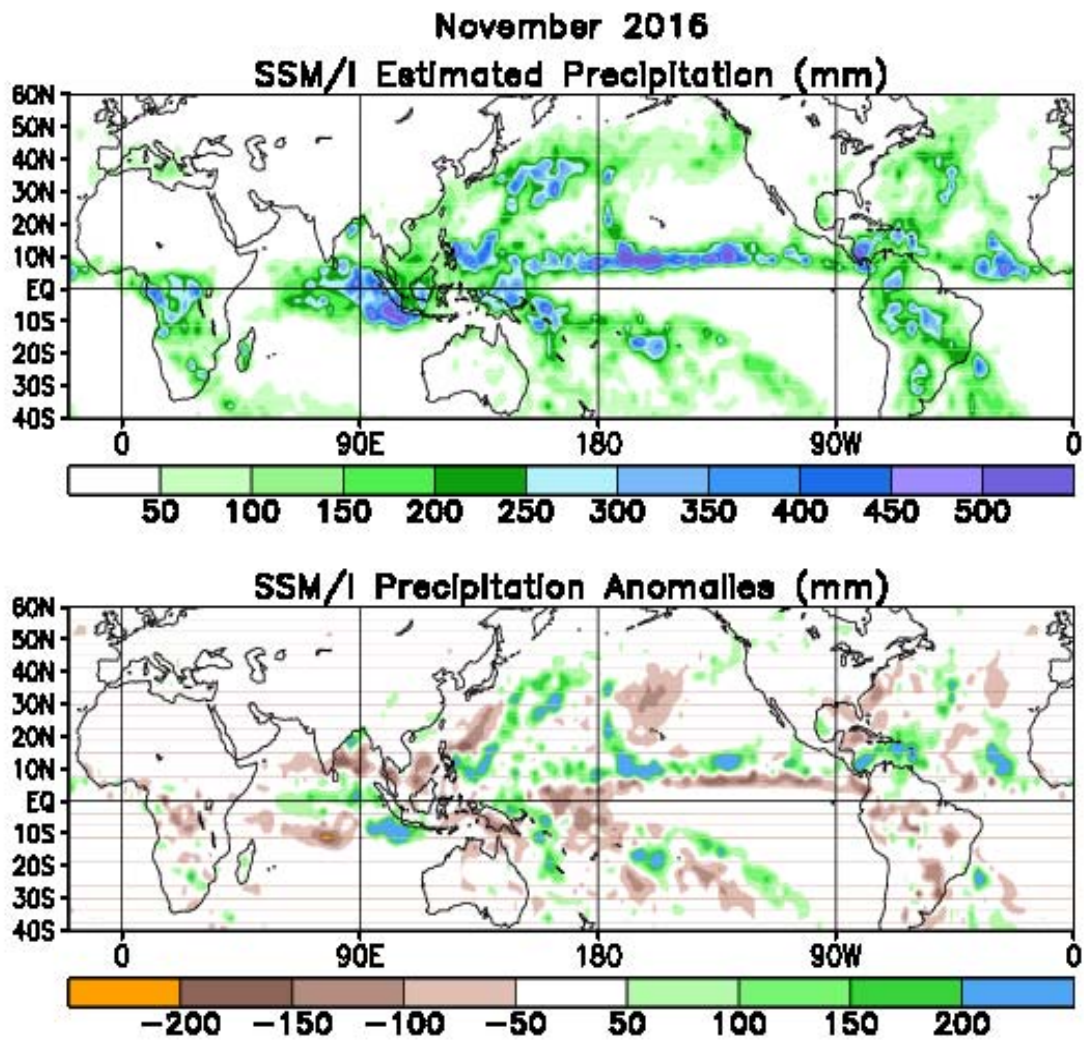 November 2016
SSM/I Estimated Precipitation (mm)
60N
50N
40N
30N
20N
10N
EQ
10S
20S
30S
40S
0 90E 180 90W 0
50 100 150 200 250 300 350 400 450 500
SSM/I Precipitation Anomalies (mm)
60N
50N
40N
30N
20N
10N
EQ
10S
20S
30S
40S
0 90E 180 90W 0
−200 −150 −100 −50 50 100 150 200